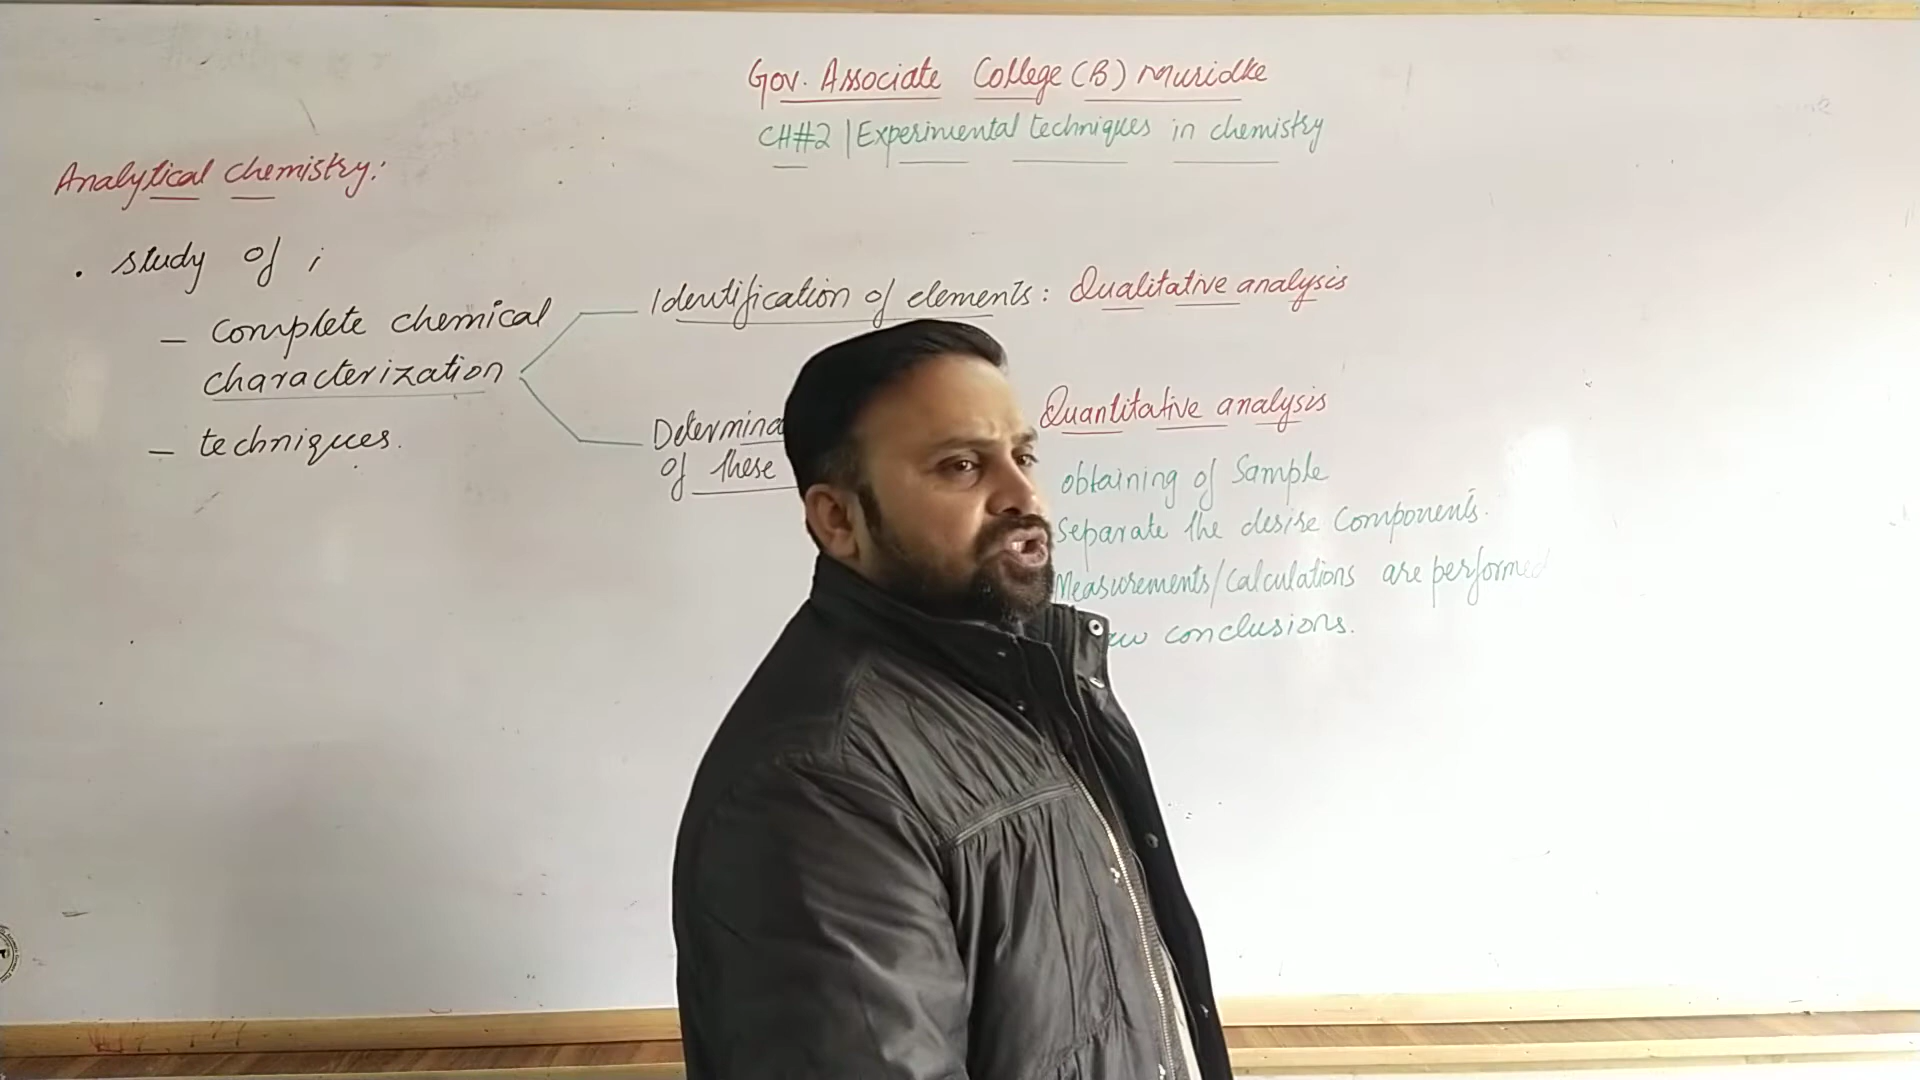 Gov. Associate College (B) Muridke
CH#2 | Experimental techniques in chemistry
Analytical chemistry:
. study of ;
– Complete chemical
characterization
– techniques.
Identification of elements : Qualitative analysis
Quantitative analysis
of these
obtaining of Sample
Separate the desire Components.
Measurements/Calculations are performed
conclusions.